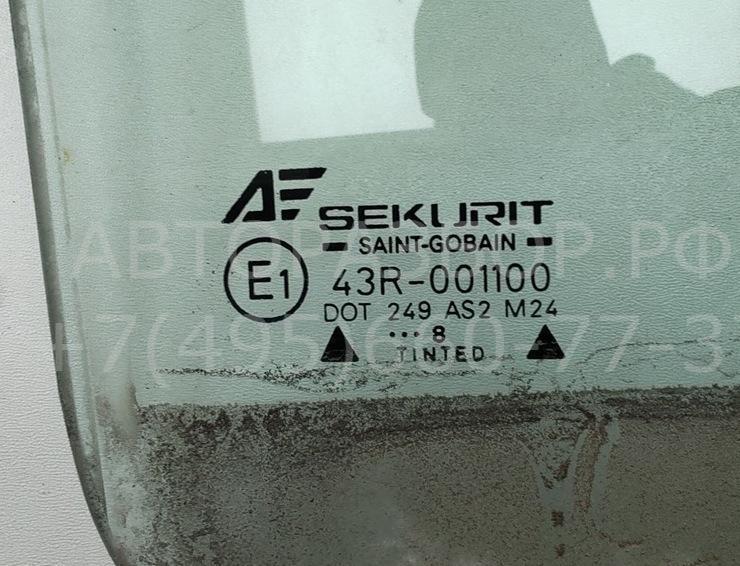 AF SEKURIT
SAINT-GOBAIN
E1 43R-001100
DOT 249 AS2 M24
... 8
TINTED